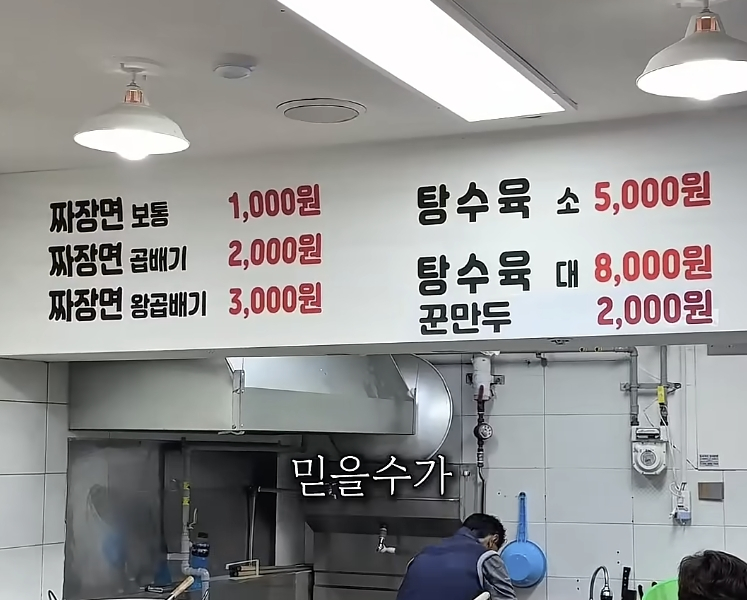 짜장면 보통 1,000원
짜장면 곱배기 2,000원
짜장면 왕곱배기 3,000원
탕수육 소 5,000원
탕수육 대 8,000원
꾼만두 2,000원
믿을수가